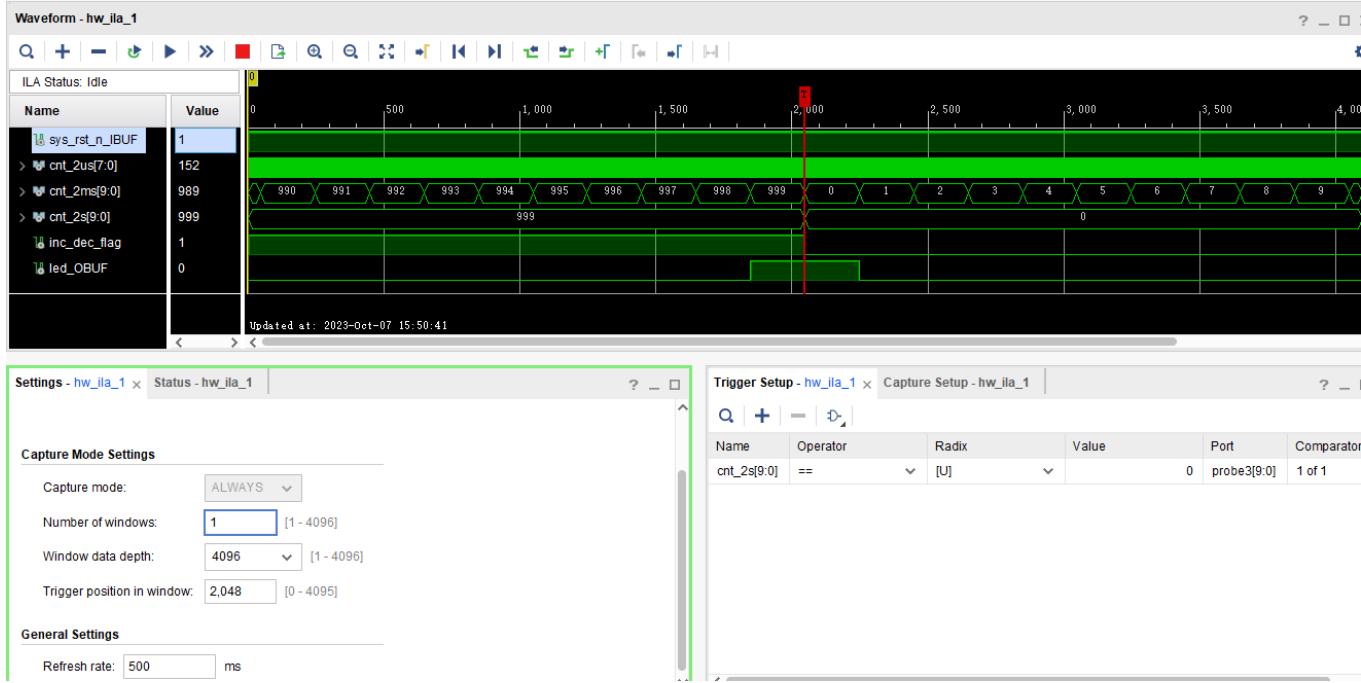 Waveform - hw_ila_1
ILA Status: Idle
Name Value
0
0 500 1,000 1,500 2,000 2,500 3,000 3,500 4,00
sys_rst_n_IBUF 1
cnt_2us[7:0] 152
cnt_2ms[9:0] 989 990 991 992 993 994 995 996 997 998 999 0 1 2 3 4 5 6 7 8 9
cnt_2s[9:0] 999 999 0
inc_dec_flag 1
led_OBUF 0
Updated at: 2023-Oct-07 15:50:41
Settings - hw_ila_1 Status - hw_ila_1
Capture Mode Settings
Capture mode: ALWAYS
Number of windows: 1 [1 - 4096]
Window data depth: 4096 [1 - 4096]
Trigger position in window: 2,048 [0 - 4095]
General Settings
Refresh rate: 500 ms
Trigger Setup - hw_ila_1 Capture Setup - hw_ila_1
Name Operator Radix Value Port Comparator
cnt_2s[9:0] == [U] 0 probe3[9:0] 1 of 1